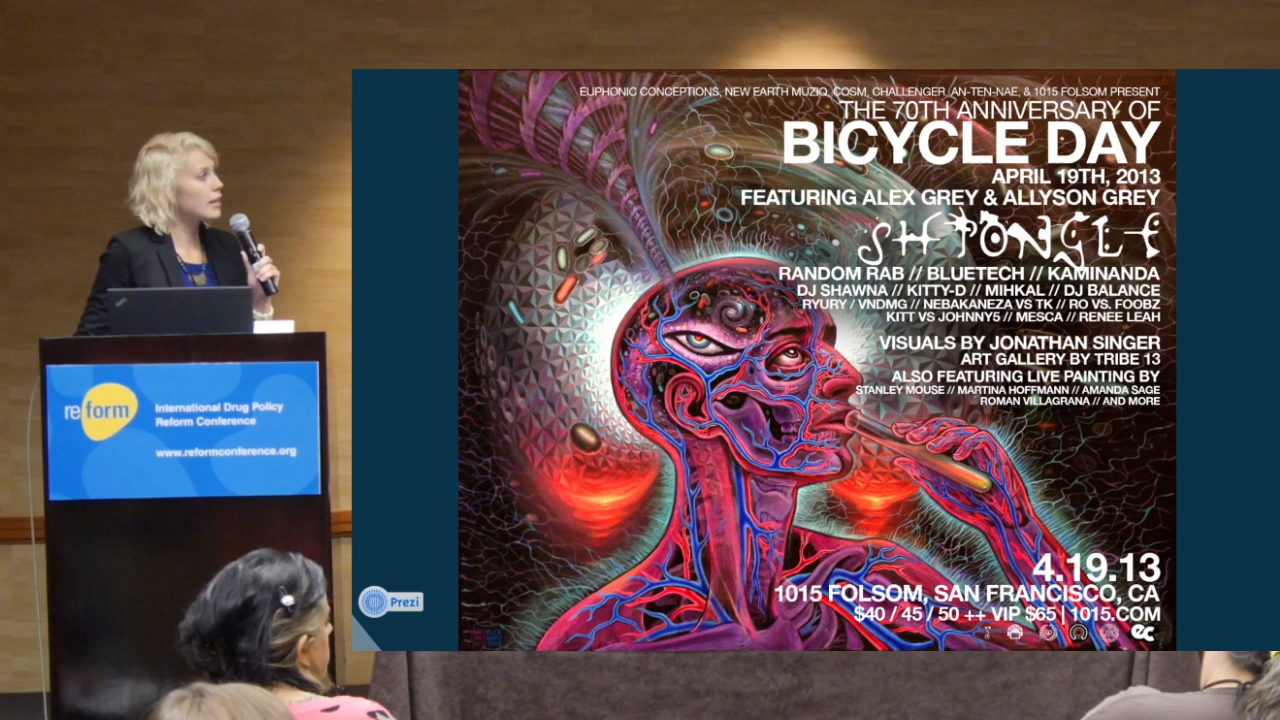 EUPHONIC CONCEPTIONS, NEW EARTH MUZIQ, COSM, CHALLENGER, AN-TEN-NAE, & 1015 FOLSOM PRESENT
THE 70TH ANNIVERSARY OF
BICYCLE DAY
APRIL 19TH, 2013
FEATURING ALEX GREY & ALLYSON GREY
SHPONGLE
RANDOM RAB // BLUETECH // KAMINANDA
DJ SHAWNA // KITTY-D // MIHKAL // DJ BALANCE
RYURY / VNDMG // NEBAKANEZA VS TK // RO VS. FOOBZ
KITT VS JOHNNY5 // MESCA // RENEE LEAH
VISUALS BY JONATHAN SINGER
ART GALLERY BY TRIBE 13
ALSO FEATURING LIVE PAINTING BY
STANLEY MOUSE // MARTINA HOFFMANN // AMANDA SAGE
ROMAN VILLAGRANA // AND MORE
4.19.13
1015 FOLSOM, SAN FRANCISCO, CA
$40 / 45 / 50 ++ VIP $65 | 1015.COM
ec
Prezi
reform
International Drug Policy
Reform Conference
www.reformconference.org